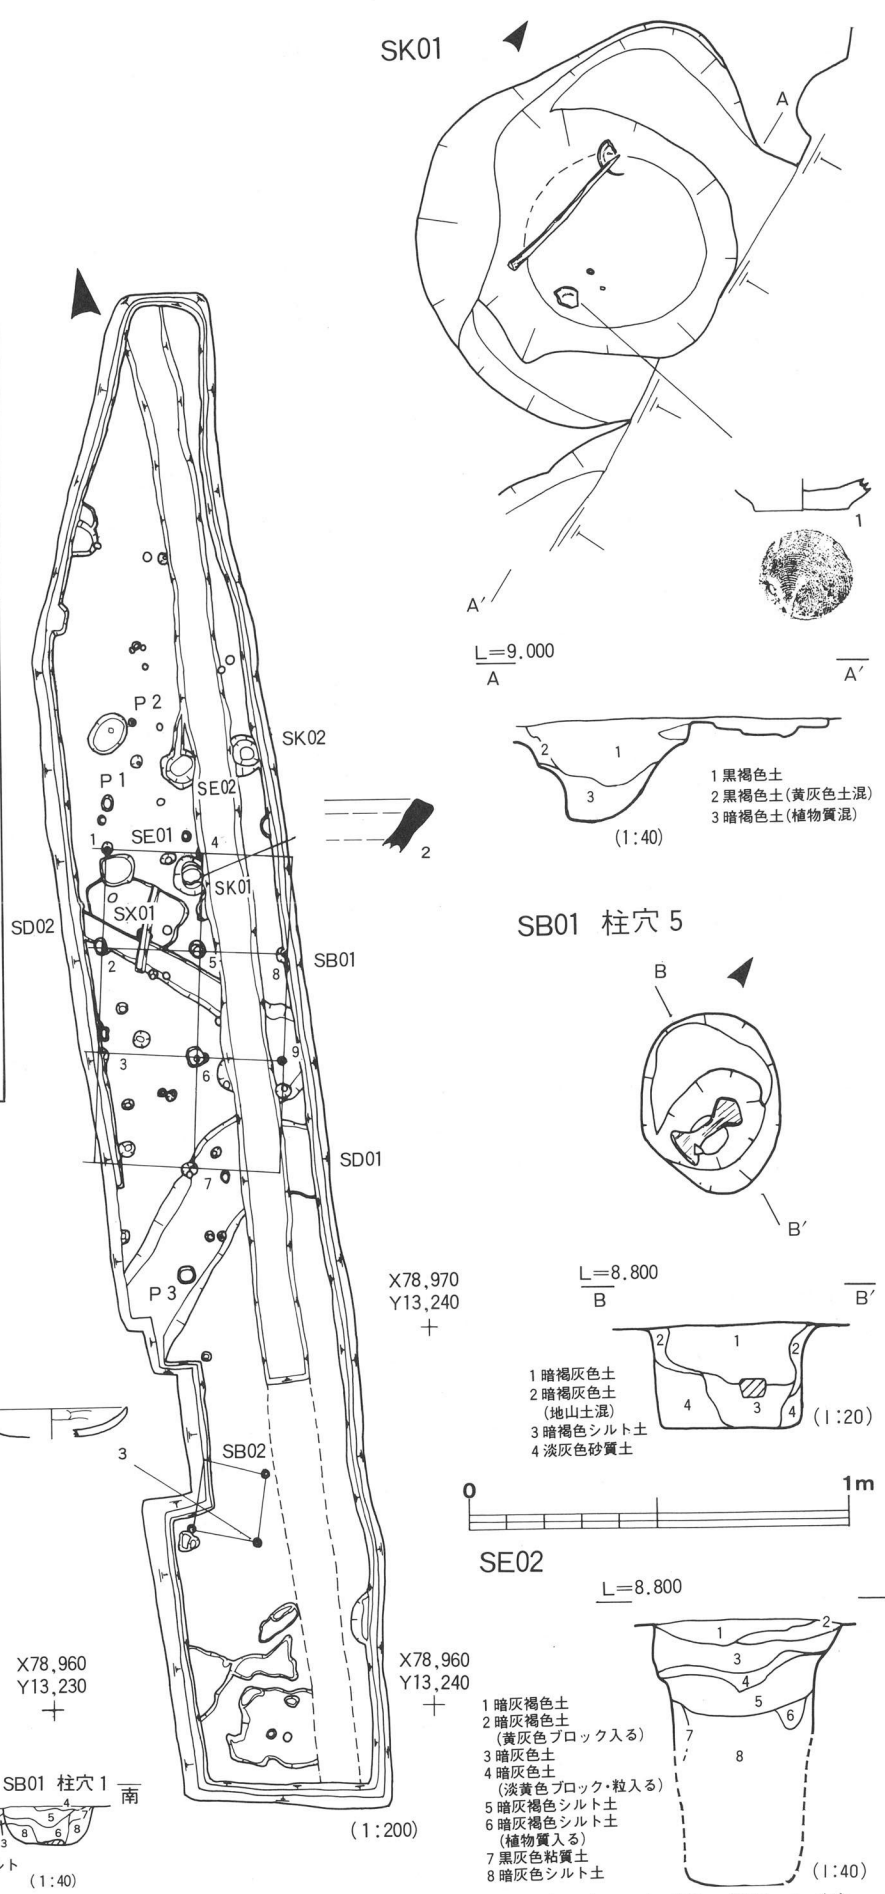 SK01
A
A′
1
L=9.000
A
A′
2
1
3
1 黒褐色土
2 黒褐色土(黄灰色土混)
3 暗褐色土(植物質混)
(1:40)
P2
SK02
SE02
P1
SE01
1
4
2
SK01
SX01
SD02
2
5
8
SB01
3
6
9
SD01
7
P3
X78,970
Y13,240
SB02
3
X78,960
Y13,230
X78,960
Y13,240
(1:200)
SB01 柱穴5
B
B′
L=8.800
B
B′
2
1
2
4
3
4
1 暗褐灰色土
2 暗褐灰色土
(地山土混)
3 暗褐色シルト土
4 淡灰色砂質土
(1:20)
0
1m
SE02
L=8.800
1
2
3
4
5
6
7
8
1 暗灰褐色土
2 暗灰褐色土
(黄灰色ブロック入る)
3 暗灰色土
4 暗灰色土
(淡黄色ブロック・粒入る)
5 暗灰褐色シルト土
6 暗灰褐色シルト土
(植物質入る)
7 黒灰色粘質土
8 暗灰色シルト土
(1:40)
SB01 柱穴1
南
4
5
7
8
6
8
3
ルト
(1:40)